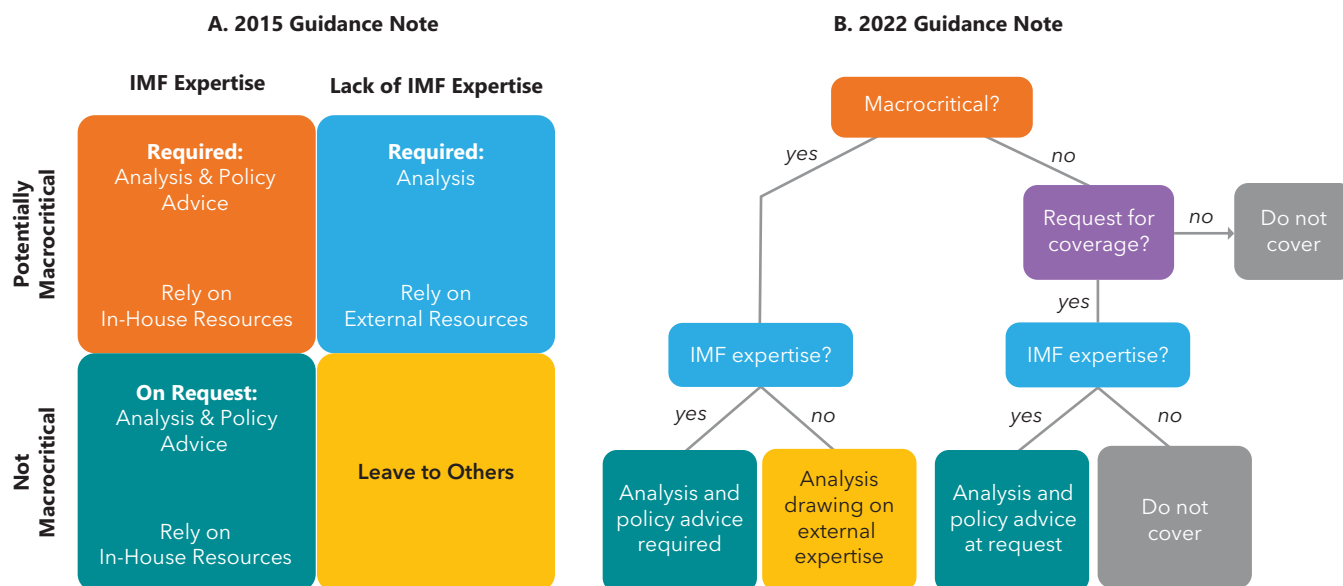 A. 2015 Guidance Note
IMF Expertise
Lack of IMF Expertise
Potentially
Macrocritical
Required:
Analysis & Policy
Advice
Rely on
In-House Resources
Required:
Analysis
Rely on
External Resources
Not
Macrocritical
On Request:
Analysis & Policy
Advice
Rely on
In-House Resources
Leave to Others
B. 2022 Guidance Note
Macrocritical?
yes
no
Request for
coverage?
no
Do not
cover
yes
IMF expertise?
IMF expertise?
yes
no
yes
no
Analysis and
policy advice
required
Analysis
drawing on
external
expertise
Analysis and
policy advice
at request
Do not
cover